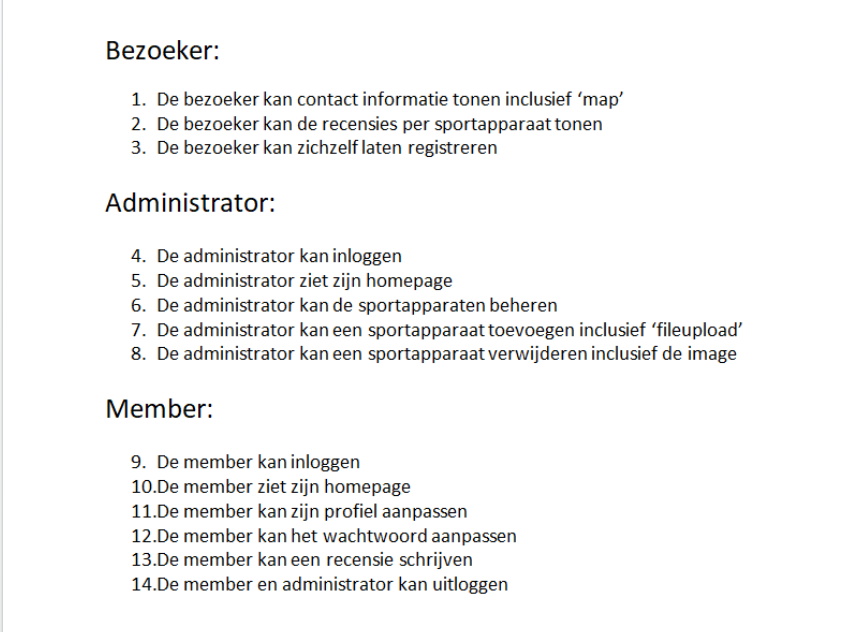 Bezoeker:
1. De bezoeker kan contact informatie tonen inclusief ‘map’
2. De bezoeker kan de recensies per sportapparaat tonen
3. De bezoeker kan zichzelf laten registreren
Administrator:
4. De administrator kan inloggen
5. De administrator ziet zijn homepage
6. De administrator kan de sportapparaten beheren
7. De administrator kan een sportapparaat toevoegen inclusief ‘fileupload’
8. De administrator kan een sportapparaat verwijderen inclusief de image
Member:
9. De member kan inloggen
10.De member ziet zijn homepage
11.De member kan zijn profiel aanpassen
12.De member kan het wachtwoord aanpassen
13.De member kan een recensie schrijven
14.De member en administrator kan uitloggen